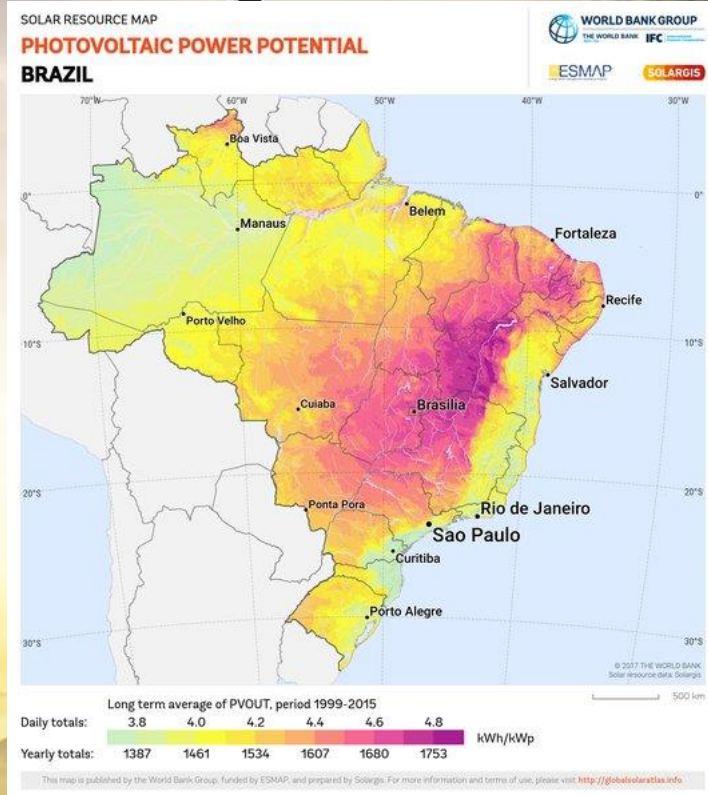 SOLAR RESOURCE MAP
PHOTOVOLTAIC POWER POTENTIAL
BRAZIL
WORLD BANK GROUP
THE WORLD BANK IFC
ESMAP SOLARGIS
70°W 60°W 50°W 40°W 30°W
Boa Vista
0° 0°
Belem
Manaus
Fortaleza
Recife
Porto Velho
10°S 10°S
Salvador
Cuiaba
Brasilia
20°S 20°S
Ponta Pora
Rio de Janeiro
Sao Paulo
Curitiba
Porto Alegre
30°S 30°S
© 2017 THE WORLD BANK
Solar resource data: Solargis
500 km
Long term average of PVOUT, period 1999-2015
Daily totals: 3.8 4.0 4.2 4.4 4.6 4.8
kWh/kWp
Yearly totals: 1387 1461 1534 1607 1680 1753
This map is published by the World Bank Group, funded by ESMAP, and prepared by Solargis. For more information and terms of use, please visit http://globalsolaratlas.info.